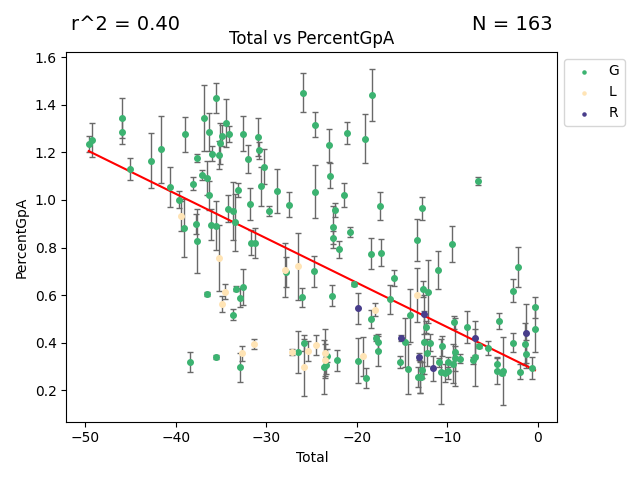 r^2 = 0.40 N = 163
Total vs PercentGpA
1.6
1.4
1.2
1.0
0.8
0.6
0.4
0.2
PercentGpA
−50 −40 −30 −20 −10 0
Total
G
L
R